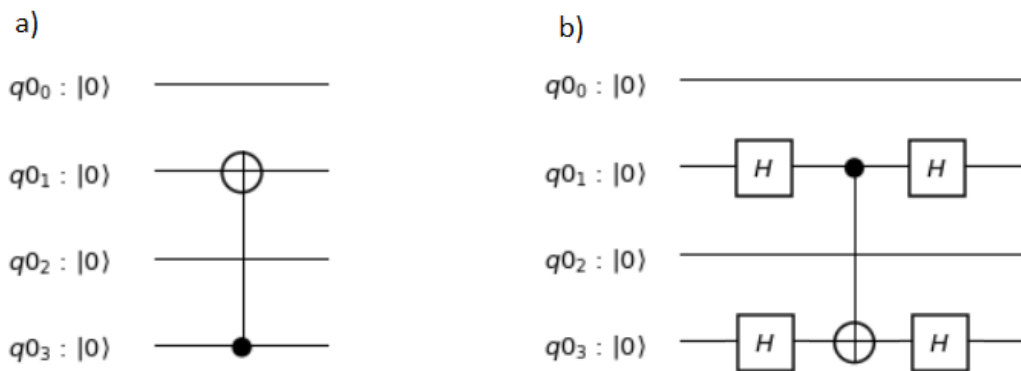 a)
q0₀ : |0⟩
q0₁ : |0⟩
q0₂ : |0⟩
q0₃ : |0⟩
b)
q0₀ : |0⟩
q0₁ : |0⟩
H H
q0₂ : |0⟩
q0₃ : |0⟩
H H